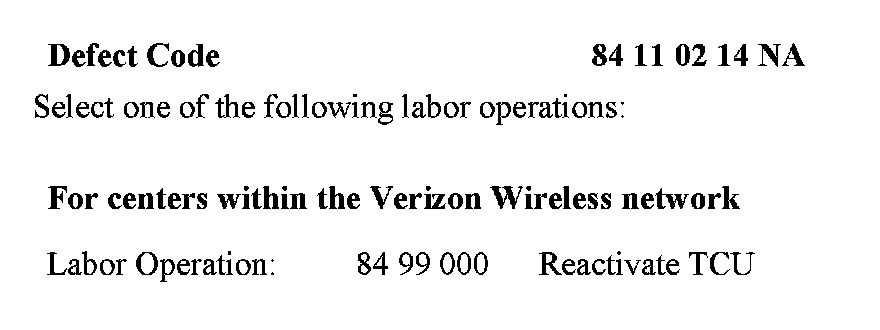 Defect Code 84 11 02 14 NA
Select one of the following labor operations:
For centers within the Verizon Wireless network
Labor Operation: 84 99 000 Reactivate TCU